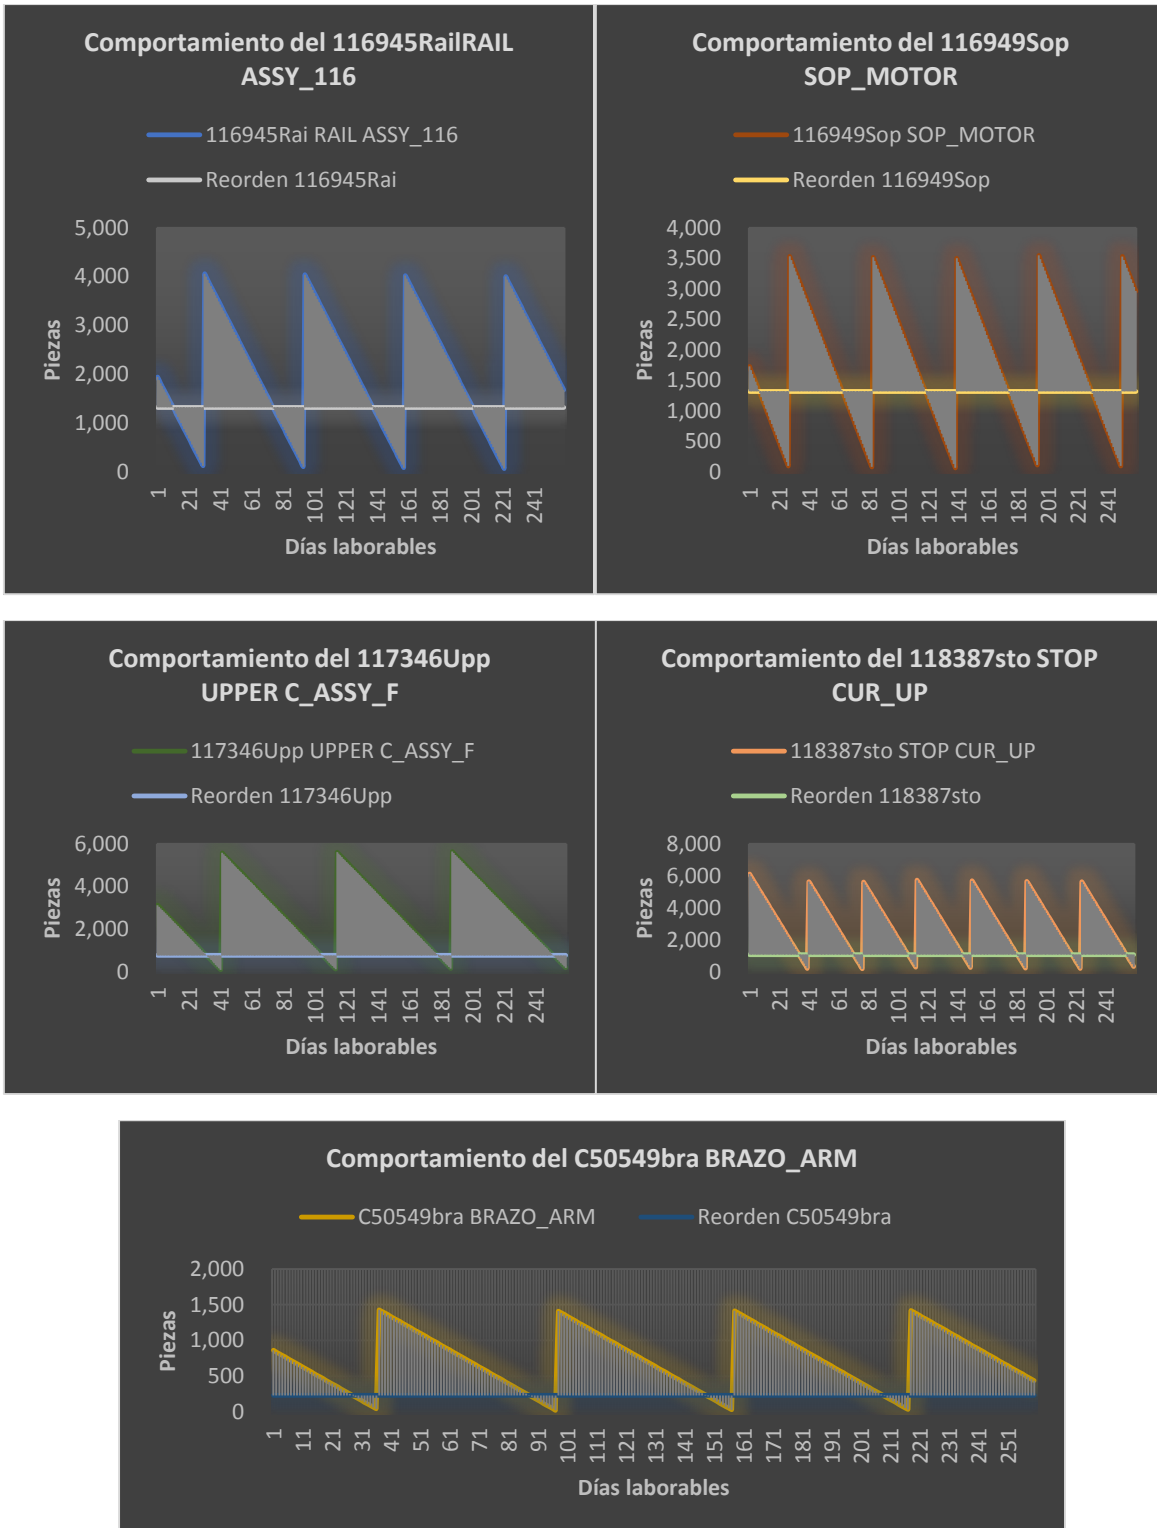 Comportamiento del 116945RailRAIL
ASSY_116
116945Rai RAIL ASSY_116
Reorden 116945Rai
5,000
4,000
3,000
2,000
1,000
0
Piezas
1 21 41 61 81 101 121 141 161 181 201 221 241
Días laborables
Comportamiento del 116949Sop
SOP_MOTOR
116949Sop SOP_MOTOR
Reorden 116949Sop
4,000
3,500
3,000
2,500
2,000
1,500
1,000
500
0
Piezas
1 21 41 61 81 101 121 141 161 181 201 221 241
Días laborables
Comportamiento del 117346Upp
UPPER C_ASSY_F
117346Upp UPPER C_ASSY_F
Reorden 117346Upp
6,000
4,000
2,000
0
Piezas
1 21 41 61 81 101 121 141 161 181 201 221 241
Días laborables
Comportamiento del 118387sto STOP
CUR_UP
118387sto STOP CUR_UP
Reorden 118387sto
8,000
6,000
4,000
2,000
0
Piezas
1 21 41 61 81 101 121 141 161 181 201 221 241
Días laborables
Comportamiento del C50549bra BRAZO_ARM
C50549bra BRAZO_ARM Reorden C50549bra
2,000
1,500
1,000
500
0
Piezas
1 11 21 31 41 51 61 71 81 91 101 111 121 131 141 151 161 171 181 191 201 211 221 231 241 251
Días laborables